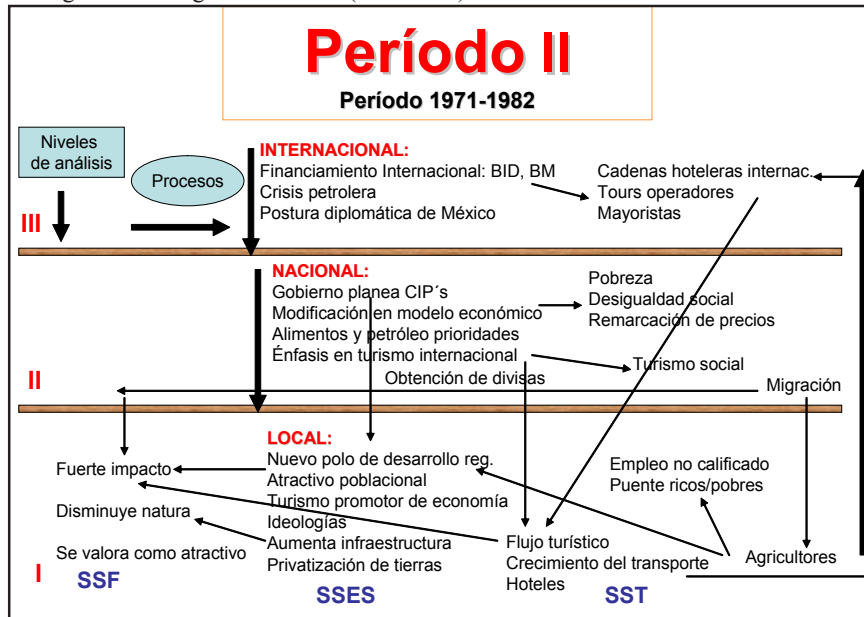 Período II
Período 1971-1982
Niveles
de análisis
Procesos
III
INTERNACIONAL:
Financiamiento Internacional: BID, BM
Crisis petrolera
Postura diplomática de México
Cadenas hoteleras internac.
Tours operadores
Mayoristas
NACIONAL:
Gobierno planea CIP´s
Modificación en modelo económico
Alimentos y petróleo prioridades
Énfasis en turismo internacional
Pobreza
Desigualdad social
Remarcación de precios
Turismo social
Obtención de divisas
Migración
II
LOCAL:
Nuevo polo de desarrollo reg.
Atractivo poblacional
Turismo promotor de economía
Ideologías
Aumenta infraestructura
Privatización de tierras
Fuerte impacto
Disminuye natura
Se valora como atractivo
Empleo no calificado
Puente ricos/pobres
Flujo turístico
Crecimiento del transporte
Hoteles
Agricultores
I
SSF
SSES
SST